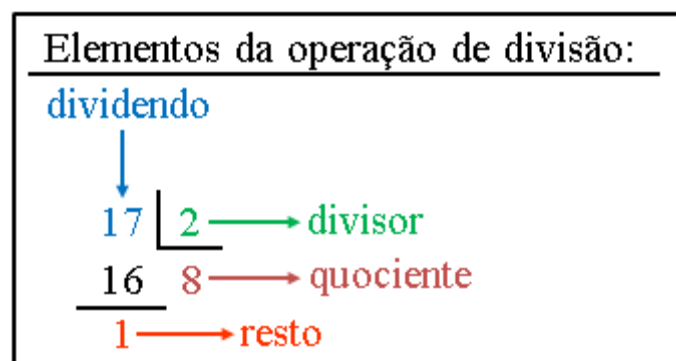 Elementos da operação de divisão:
dividendo
17 2 divisor
16 8 quociente
1 resto